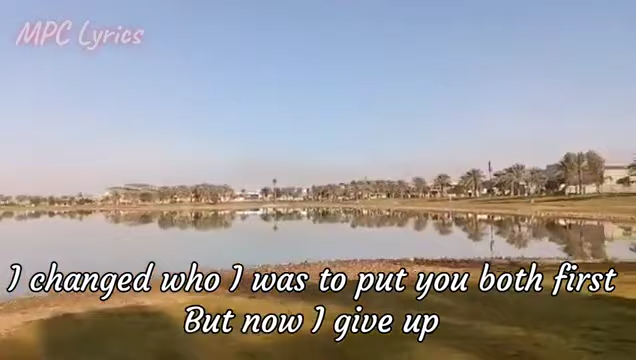 MPC Lyrics
I changed who I was to put you both first
But now I give up